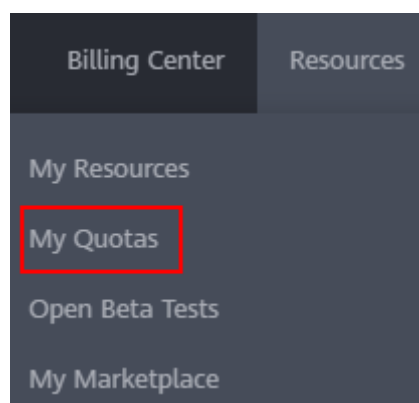 Billing Center Resources
My Resources
My Quotas
Open Beta Tests
My Marketplace